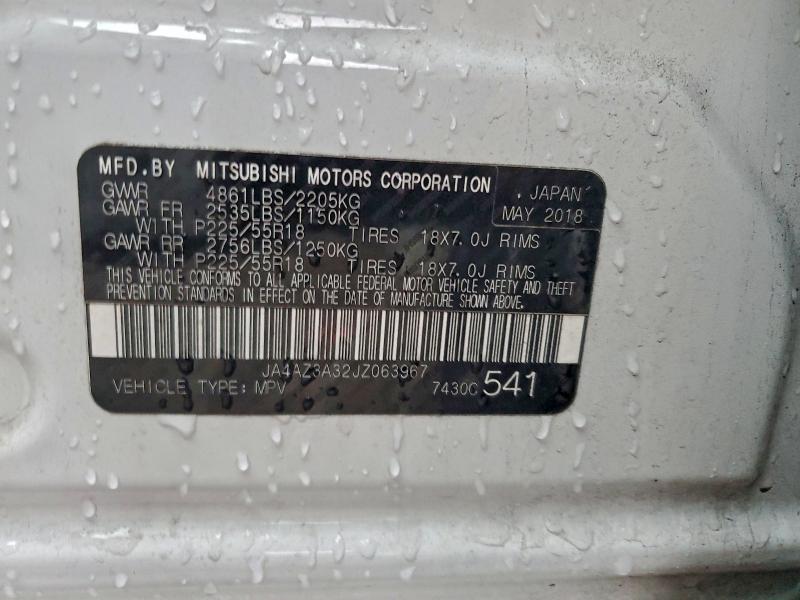 MFD.BY MITSUBISHI MOTORS CORPORATION
JAPAN
MAY 2018
GVWR 4861LBS/2205KG
GAWR FR 2535LBS/1150KG
WITH P225/55R18 TIRES 18X7.0J RIMS
GAWR RR 2756LBS/1250KG
WITH P225/55R18 TIRES 18X7.0J RIMS
THIS VEHICLE CONFORMS TO ALL APPLICABLE FEDERAL MOTOR VEHICLE SAFETY AND THEFT
PREVENTION STANDARDS IN EFFECT ON THE DATE OF MANUFACTURE SHOWN ABOVE.
JA4AZ3A32JZ063967
VEHICLE TYPE: MPV 7430C 541